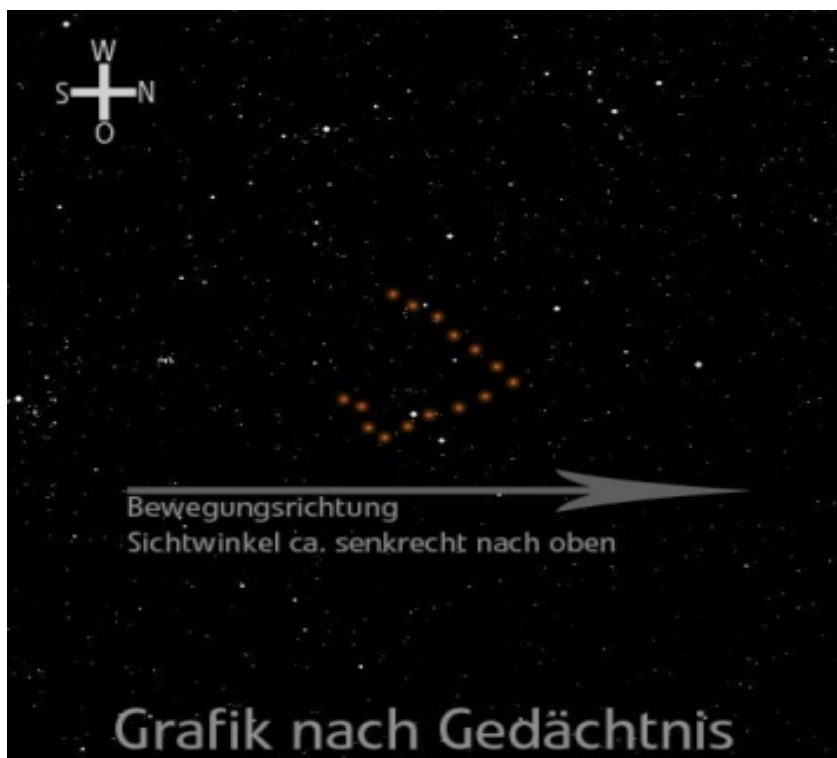 W
S N
O
Bewegungsrichtung
Sichtwinkel ca. senkrecht nach oben
Grafik nach Gedächtnis